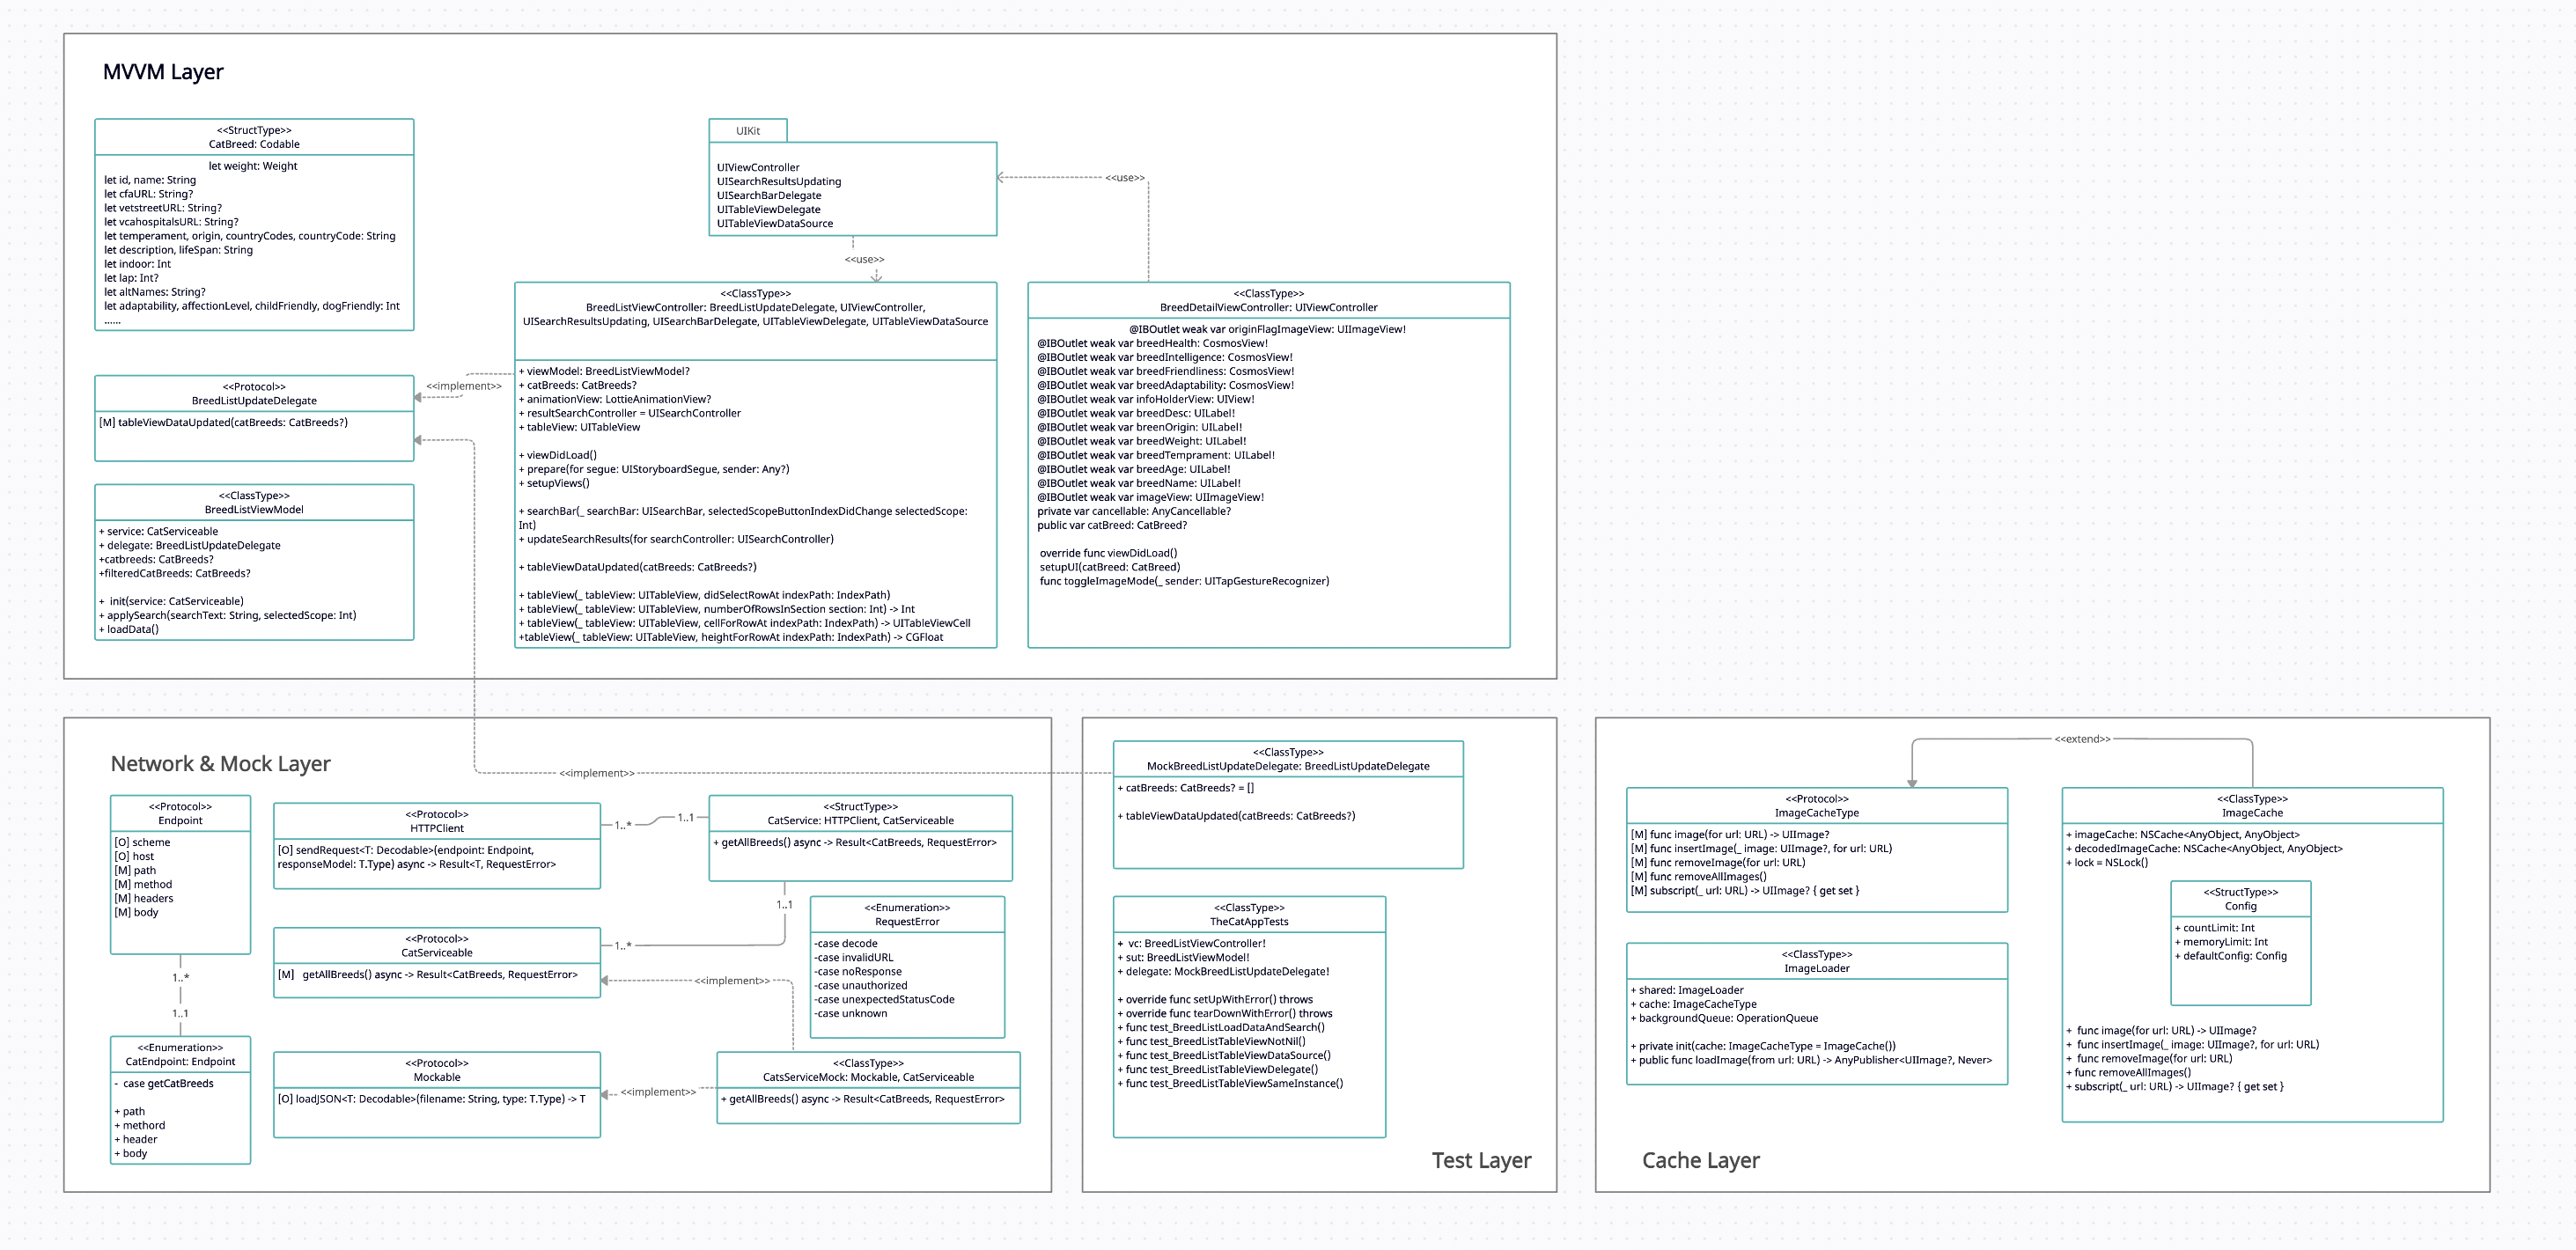 MVVM Layer
<<StructType>>
CatBreed: Codable
let weight: Weight
let id, name: String
let cfaURL: String?
let vetstreetURL: String?
let vcahospitalsURL: String?
let temperament, origin, countryCodes, countryCode: String
let description, lifeSpan: String
let indoor: Int
let lap: Int?
let altNames: String?
let adaptability, affectionLevel, childFriendly, dogFriendly: Int
......
UIKit
UIViewController
UISearchResultsUpdating
UISearchBarDelegate
UITableViewDelegate
UITableViewDataSource
<<use>>
<<use>>
<<Protocol>>
BreedListUpdateDelegate
[M] tableViewDataUpdated(catBreeds: CatBreeds?)
<<implement>>
<<ClassType>>
BreedListViewModel
+ service: CatServiceable
+ delegate: BreedListUpdateDelegate
+catbreeds: CatBreeds?
+filteredCatBreeds: CatBreeds?
+ init(service: CatServiceable)
+ applySearch(searchText: String, selectedScope: Int)
+ loadData()
<<ClassType>>
BreedListViewController: BreedListUpdateDelegate, UIViewController,
UISearchResultsUpdating, UISearchBarDelegate, UITableViewDelegate, UITableViewDataSource
+ viewModel: BreedListViewModel?
+ catBreeds: CatBreeds?
+ animationView: LottieAnimationView?
+ resultSearchController = UISearchController
+ tableView: UITableView
+ viewDidLoad()
+ prepare(for segue: UIStoryboardSegue, sender: Any?)
+ setupViews()
+ searchBar(_ searchBar: UISearchBar, selectedScopeButtonIndexDidChange selectedScope:
Int)
+ updateSearchResults(for searchController: UISearchController)
+ tableViewDataUpdated(catBreeds: CatBreeds?)
+ tableView(_ tableView: UITableView, didSelectRowAt indexPath: IndexPath)
+ tableView(_ tableView: UITableView, numberOfRowsInSection section: Int) -> Int
+ tableView(_ tableView: UITableView, cellForRowAt indexPath: IndexPath) -> UITableViewCell
+tableView(_ tableView: UITableView, heightForRowAt indexPath: IndexPath) -> CGFloat
<<ClassType>>
BreedDetailViewController: UIViewController
@IBOutlet weak var originFlagImageView: UIImageView!
@IBOutlet weak var breedHealth: CosmosView!
@IBOutlet weak var breedIntelligence: CosmosView!
@IBOutlet weak var breedFriendliness: CosmosView!
@IBOutlet weak var breedAdaptability: CosmosView!
@IBOutlet weak var infoHolderView: UIView!
@IBOutlet weak var breedDesc: UILabel!
@IBOutlet weak var breenOrigin: UILabel!
@IBOutlet weak var breedWeight: UILabel!
@IBOutlet weak var breedTemprament: UILabel!
@IBOutlet weak var breedAge: UILabel!
@IBOutlet weak var breedName: UILabel!
@IBOutlet weak var imageView: UIImageView!
private var cancellable: AnyCancellable?
public var catBreed: CatBreed?
override func viewDidLoad()
setupUI(catBreed: CatBreed)
func toggleImageMode(_ sender: UITapGestureRecognizer)
Network & Mock Layer
<<implement>>
<<Protocol>>
Endpoint
[O] scheme
[O] host
[M] path
[M] method
[M] headers
[M] body
1..*
1..1
<<Enumeration>>
CatEndpoint: Endpoint
- case getCatBreeds
+ path
+ methord
+ header
+ body
<<Protocol>>
HTTPClient
[O] sendRequest<T: Decodable>(endpoint: Endpoint,
responseModel: T.Type) async -> Result<T, RequestError>
1..*
1..1
<<StructType>>
CatService: HTTPClient, CatServiceable
+ getAllBreeds() async -> Result<CatBreeds, RequestError>
1..1
1..*
<<Protocol>>
CatServiceable
[M] getAllBreeds() async -> Result<CatBreeds, RequestError>
<<Enumeration>>
RequestError
-case decode
-case invalidURL
-case noResponse
-case unauthorized
-case unexpectedStatusCode
-case unknown
<<implement>>
<<Protocol>>
Mockable
[O] loadJSON<T: Decodable>(filename: String, type: T.Type) -> T
<<implement>>
<<ClassType>>
CatsServiceMock: Mockable, CatServiceable
+ getAllBreeds() async -> Result<CatBreeds, RequestError>
<<ClassType>>
MockBreedListUpdateDelegate: BreedListUpdateDelegate
+ catBreeds: CatBreeds? = []
+ tableViewDataUpdated(catBreeds: CatBreeds?)
<<ClassType>>
TheCatAppTests
+ vc: BreedListViewController!
+ sut: BreedListViewModel!
+ delegate: MockBreedListUpdateDelegate!
+ override func setUpWithError() throws
+ override func tearDownWithError() throws
+ func test_BreedListLoadDataAndSearch()
+ func test_BreedListTableViewNotNil()
+ func test_BreedListTableViewDataSource()
+ func test_BreedListTableViewDelegate()
+ func test_BreedListTableViewSameInstance()
Test Layer
<<extend>>
<<Protocol>>
ImageCacheType
[M] func image(for url: URL) -> UIImage?
[M] func insertImage(_ image: UIImage?, for url: URL)
[M] func removeImage(for url: URL)
[M] func removeAllImages()
[M] subscript(_ url: URL) -> UIImage? { get set }
<<ClassType>>
ImageLoader
+ shared: ImageLoader
+ cache: ImageCacheType
+ backgroundQueue: OperationQueue
+ private init(cache: ImageCacheType = ImageCache())
+ public func loadImage(from url: URL) -> AnyPublisher<UIImage?, Never>
<<ClassType>>
ImageCache
+ imageCache: NSCache<AnyObject, AnyObject>
+ decodedImageCache: NSCache<AnyObject, AnyObject>
+ lock = NSLock()
<<StructType>>
Config
+ countLimit: Int
+ memoryLimit: Int
+ defaultConfig: Config
+ func image(for url: URL) -> UIImage?
+ func insertImage(_ image: UIImage?, for url: URL)
+ func removeImage(for url: URL)
+ func removeAllImages()
+ subscript(_ url: URL) -> UIImage? { get set }
Cache Layer